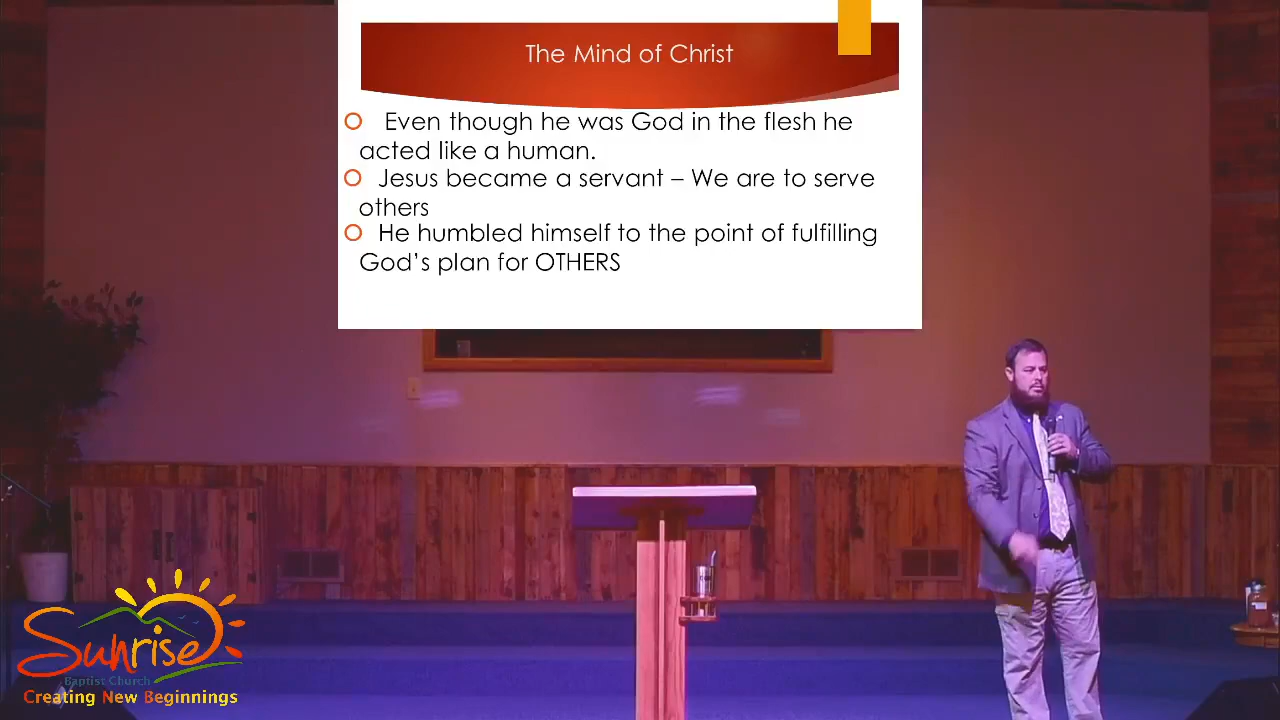 The Mind of Christ
Even though he was God in the flesh he
acted like a human.
Jesus became a servant – We are to serve
others
He humbled himself to the point of fulfilling
God’s plan for OTHERS
Sunrise
Baptist Church
Creating New Beginnings